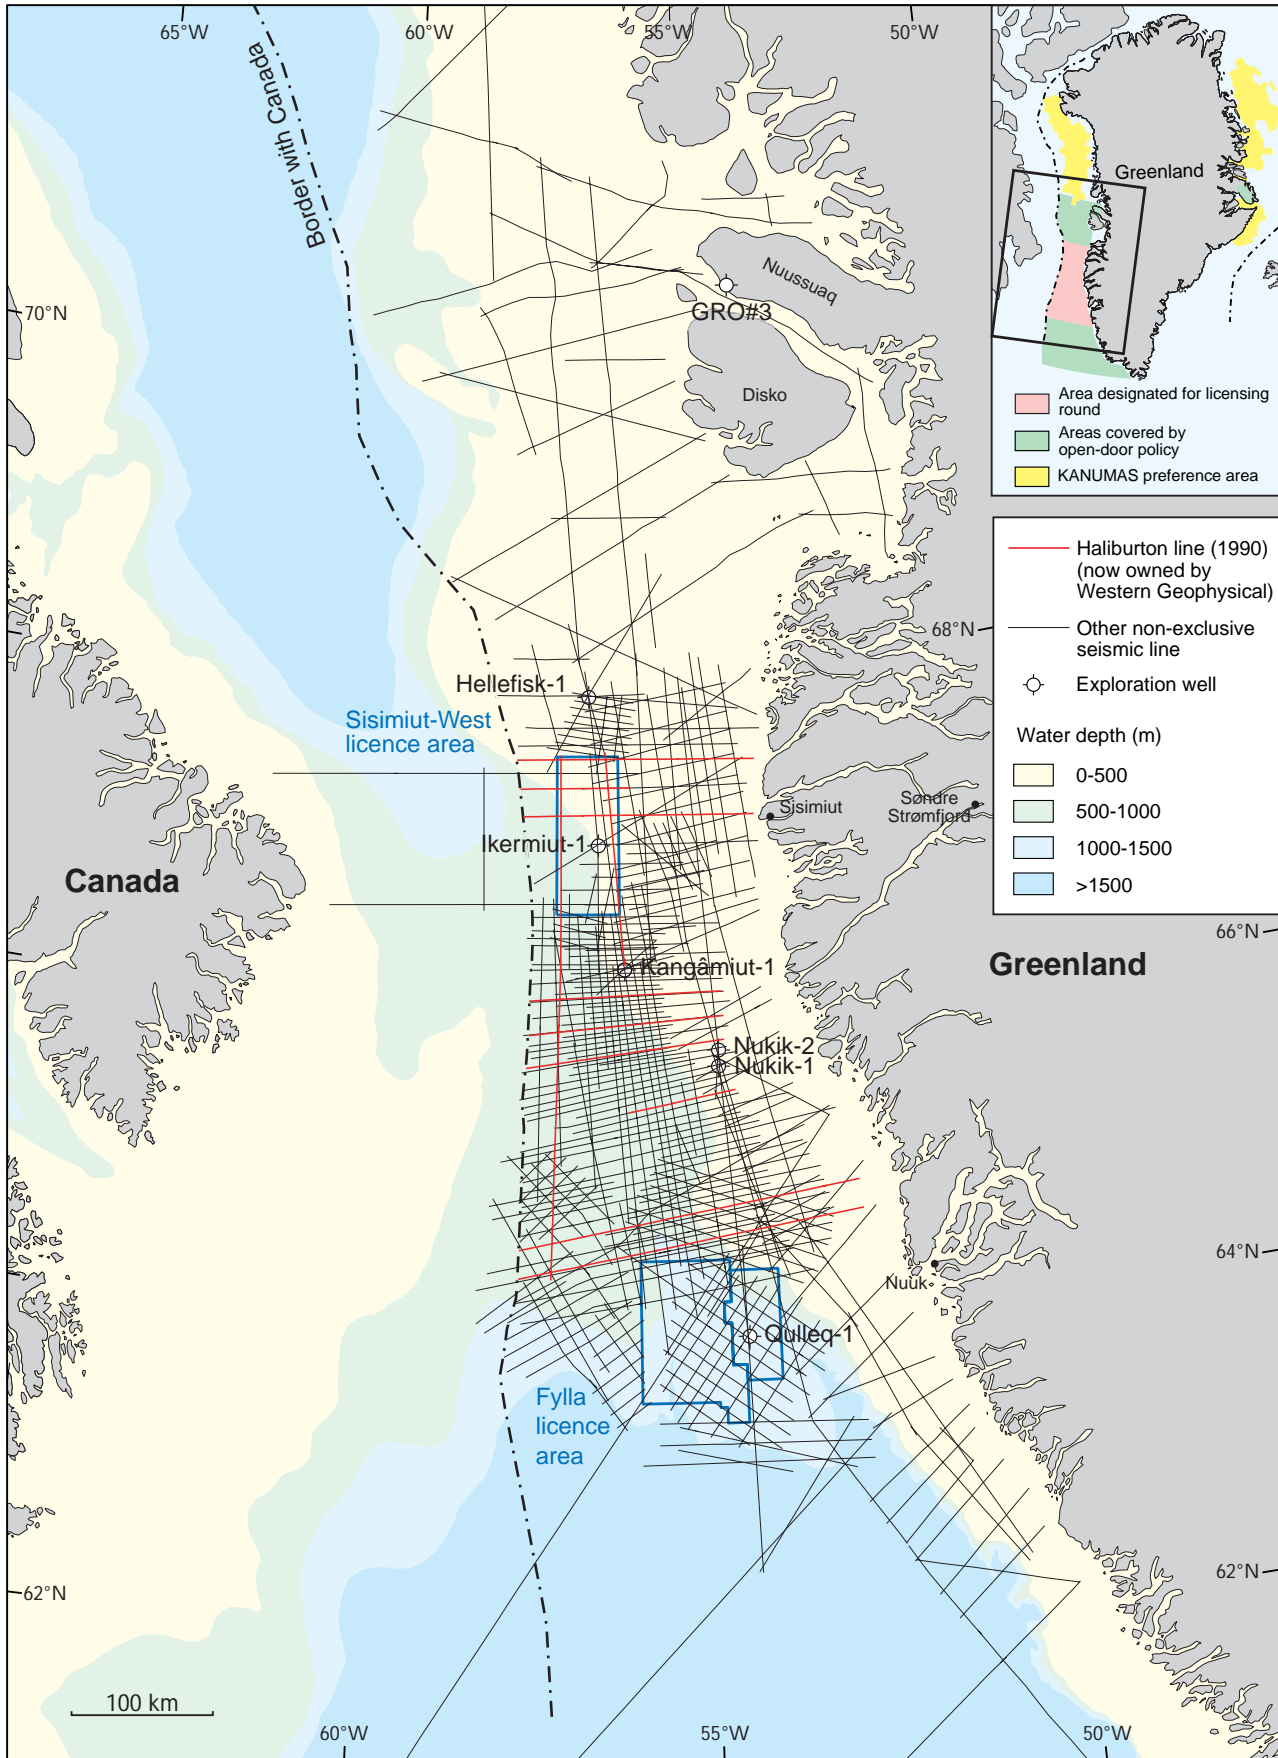 65°W
60°W
55°W
50°W
Border with Canada
Greenland
Nuussuaq
GRO#3
70°N
Disko
Area designated for licensing
round
Areas covered by
open-door policy
KANUMAS preference area
Haliburton line (1990)
(now owned by
Western Geophysical)
Other non-exclusive
seismic line
Exploration well
Water depth (m)
0-500
500-1000
1000-1500
>1500
68°N
Hellefisk-1
Sisimiut-West
licence area
Sisimiut
Søndre
Strømfjord
Ikermiut-1
Canada
66°N
Kangâmiut-1
Greenland
Nukik-2
Nukik-1
64°N
Nuuk
Qulleq-1
Fylla
licence
area
62°N
62°N
100 km
60°W
55°W
50°W